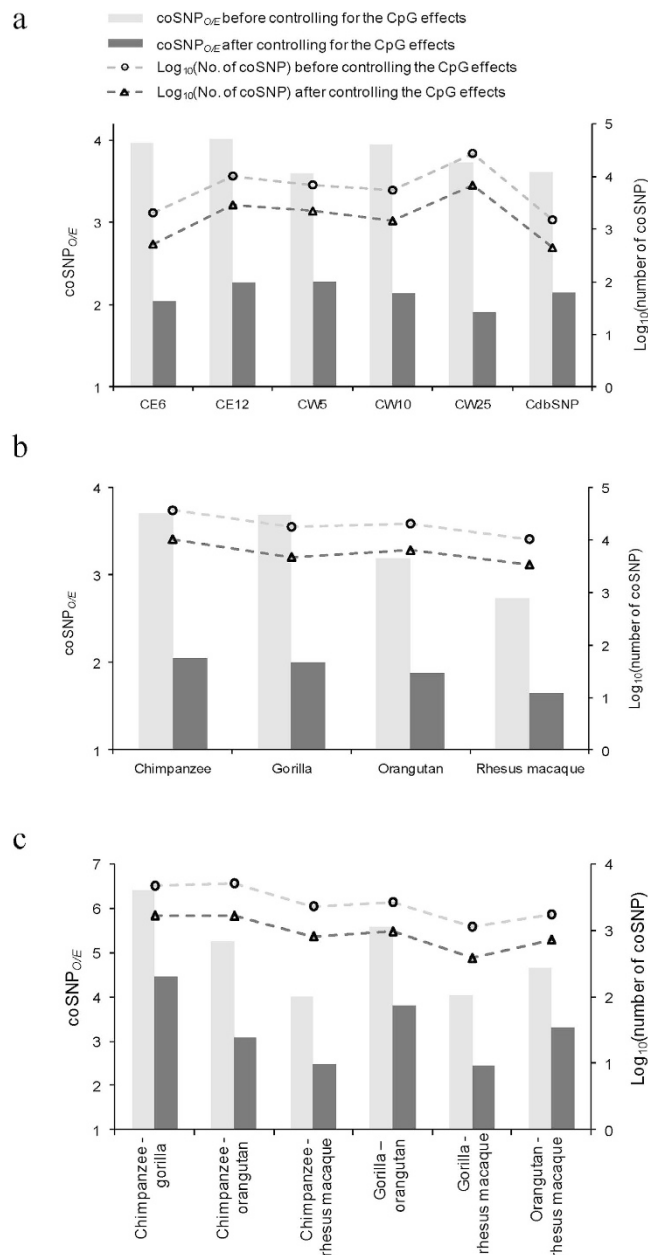 a
coSNPO/E before controlling for the CpG effects
coSNPO/E after controlling for the CpG effects
Log10(No. of coSNP) before controlling the CpG effects
Log10(No. of coSNP) after controlling the CpG effects
4
3
2
1
coSNPO/E
5
4
3
2
1
0
Log10(number of coSNP)
CE6 CE12 CW5 CW10 CW25 CdbSNP
b
4
3
2
1
coSNPO/E
5
4
3
2
1
0
Log10(number of coSNP)
Chimpanzee Gorilla Orangutan Rhesus macaque
c
7
6
5
4
3
2
1
coSNPO/E
4
3
2
1
0
Log10(number of coSNP)
Chimpanzee -
gorilla
Chimpanzee -
orangutan
Chimpanzee -
rhesus macaque
Gorilla –
orangutan
Gorilla -
rhesus macaque
Orangutan -
rhesus macaque